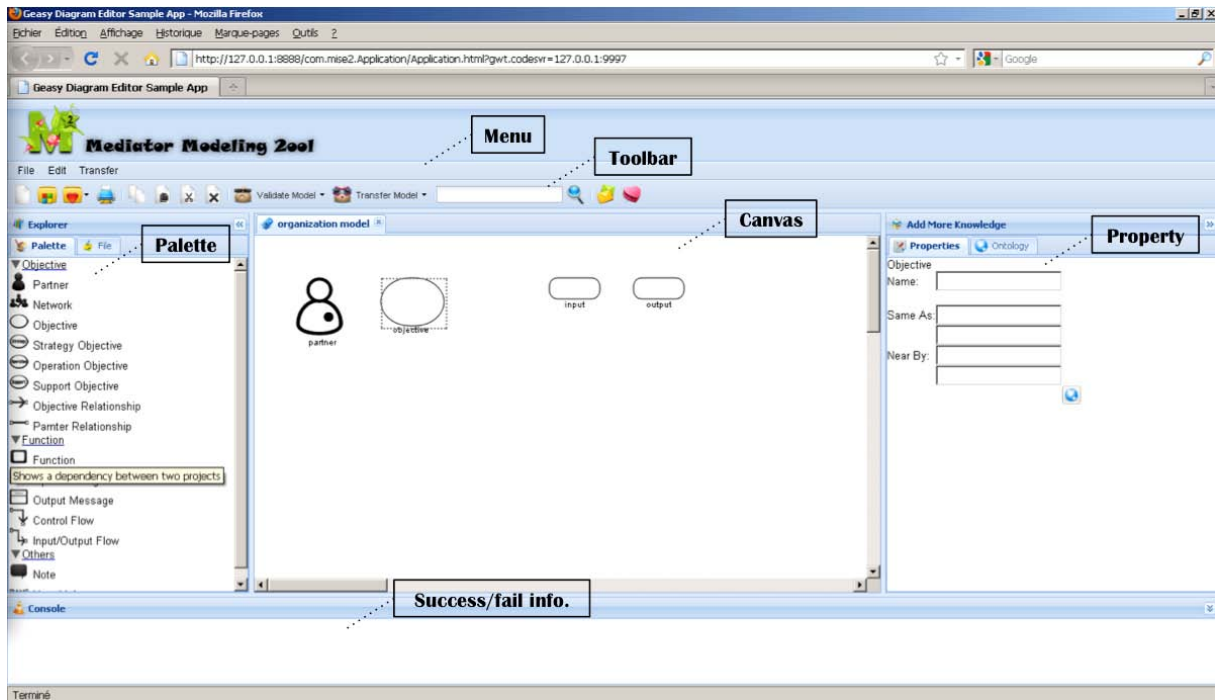 Geasy Diagram Editor Sample App - Mozilla Firefox
Eichier Édition Affichage Historique Marque-pages Outils ?
http://127.0.0.1:8888/com.mise2.Application/Application.html?gwt.codesvr=127.0.0.1:9997
Google
Geasy Diagram Editor Sample App
2
Mediator Modeling Tool
Menu
Toolbar
File Edit Transfer
Validate Model Transfer Model
Explorer
organization model
Canvas
Add More Knowledge
Palette File
Palette
Properties Ontology
Property
Objective
Partner
Network
Objective
Strategy Objective
Operation Objective
Support Objective
Objective Relationship
Pamter Relationship
Function
Function
Shows a dependency between two projects
Output Message
Control Flow
Input/Output Flow
Others
Note
partner
objective
input
output
Objective
Name:
Same As:
Near By:
Success/fail info.
Console
Terminé